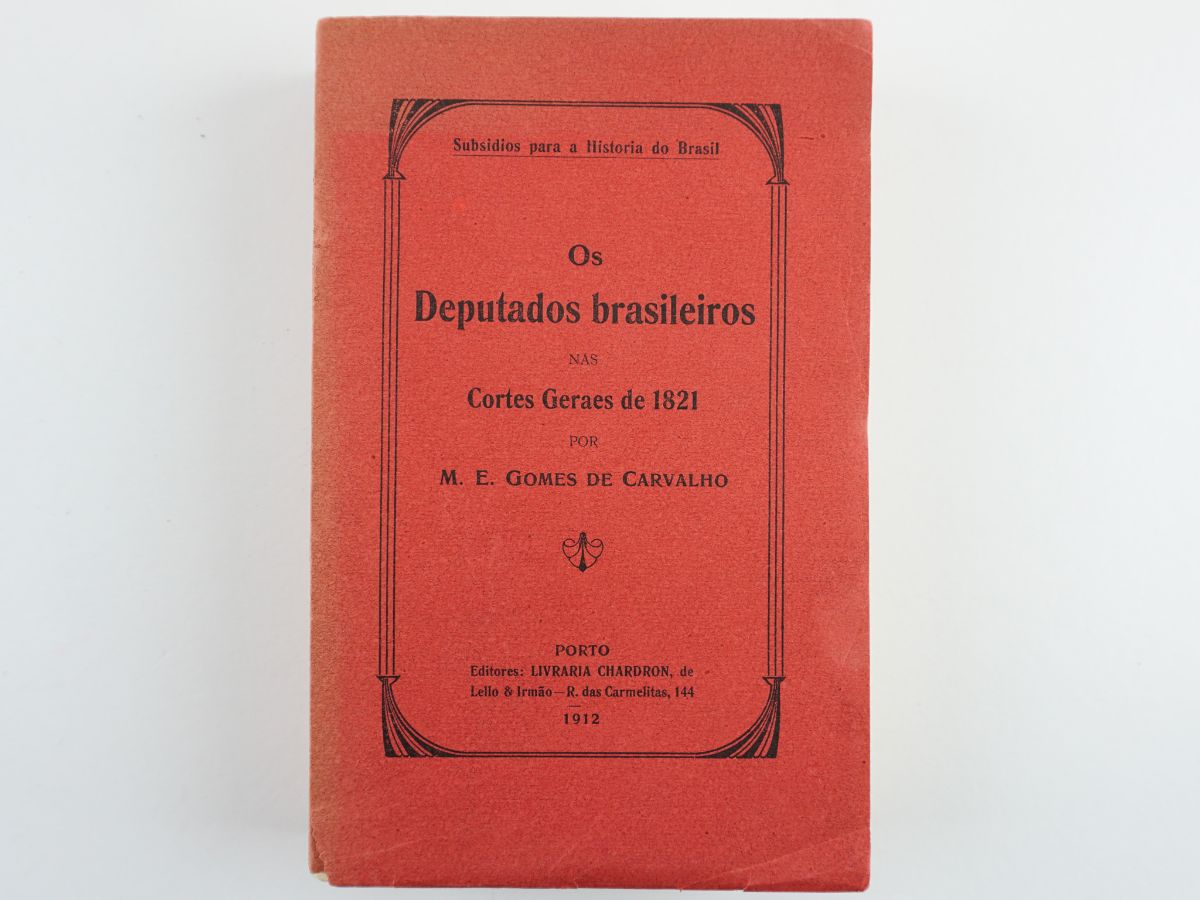 Subsidios para a Historia do Brasil
Os
Deputados brasileiros
NAS
Cortes Geraes de 1821
POR
M. E. GOMES DE CARVALHO
PORTO
Editores: LIVRARIA CHARDRON, de
Lello & Irmão—R. das Carmelitas, 144
1912